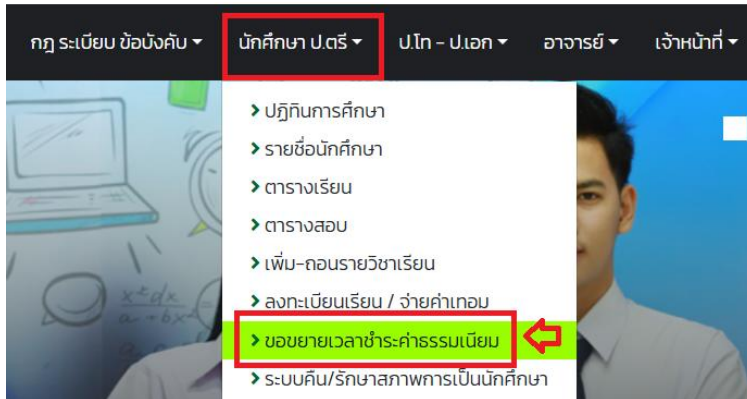 กฎ ระเบียบ ข้อบังคับ นักศึกษา ป.ตรี ป.โท - ป.เอก อาจารย์ เจ้าหน้าที่
ปฏิทินการศึกษา
รายชื่อนักศึกษา
ตารางเรียน
ตารางสอบ
เพิ่ม-ถอนรายวิชาเรียน
ลงทะเบียนเรียน / จ่ายค่าเทอม
ขอขยายเวลาชำระค่าธรรมเนียม
ระบบคืน/รักษาสภาพการเป็นนักศึกษา